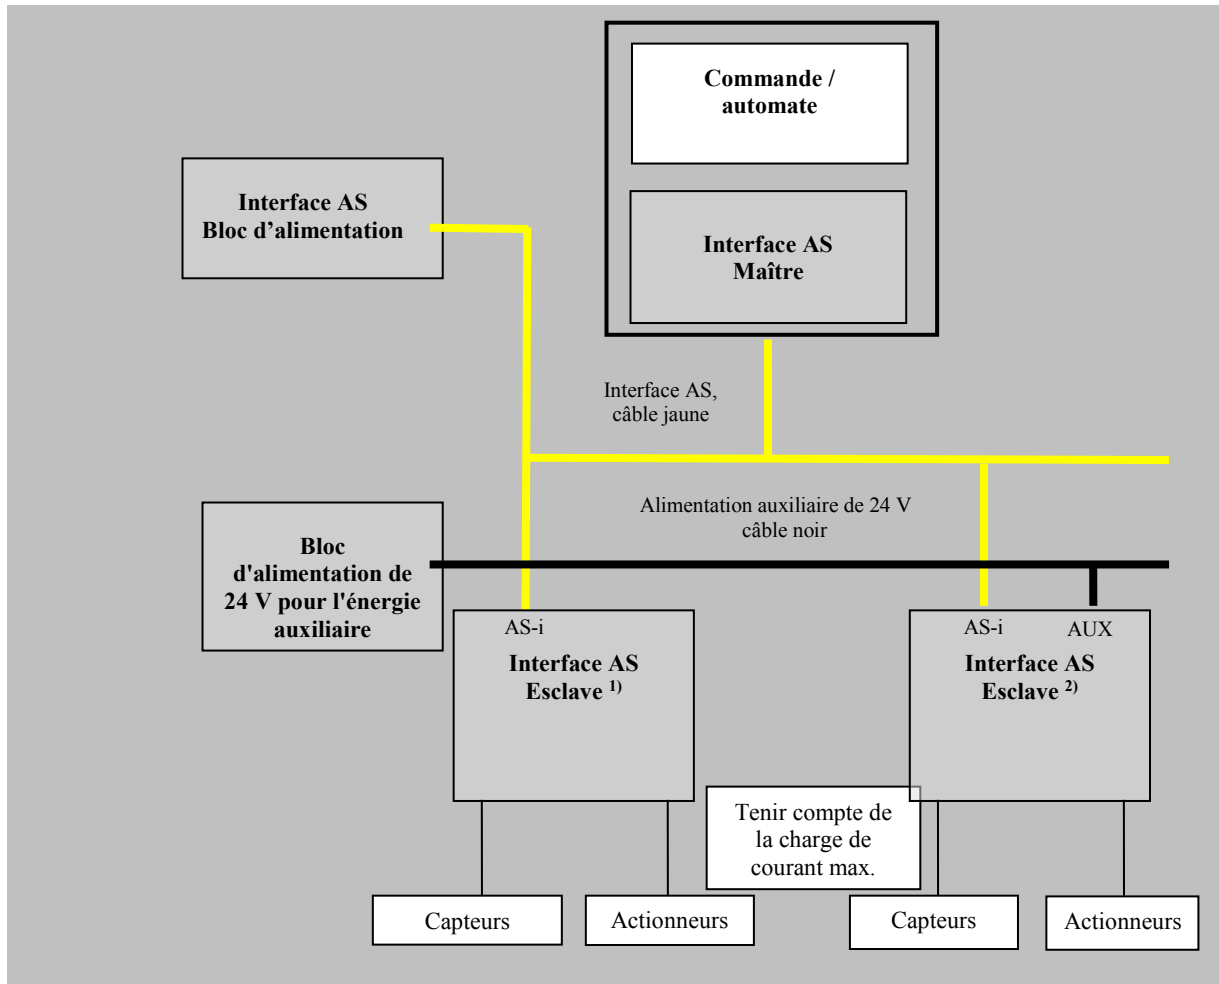 Commande /
automate
Interface AS
Bloc d’alimentation
Interface AS
Maître
Interface AS,
câble jaune
Alimentation auxiliaire de 24 V
câble noir
Bloc
d'alimentation de
24 V pour l'énergie
auxiliaire
AS-i
Interface AS
Esclave 1)
AS-i AUX
Interface AS
Esclave 2)
Tenir compte de
la charge de
courant max.
Capteurs
Actionneurs
Capteurs
Actionneurs